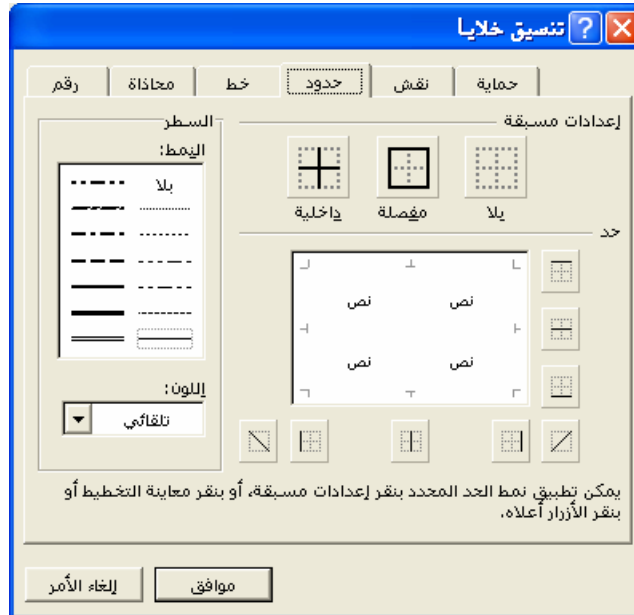 تنسيق خلايا
رقم محاذاة خط حدود نقش حماية
إعدادات مسبقة
بلا
مفصلة
داخلية
حد
نص نص
نص نص
السطر
النمط:
بلا
اللون:
تلقائي
يمكن تطبيق نمط الحد المحدد بنقر إعدادات مسبقة، أو بنقر معاينة التخطيط أو
بنقر الأزرار أعلاه.
موافق
إلغاء الأمر